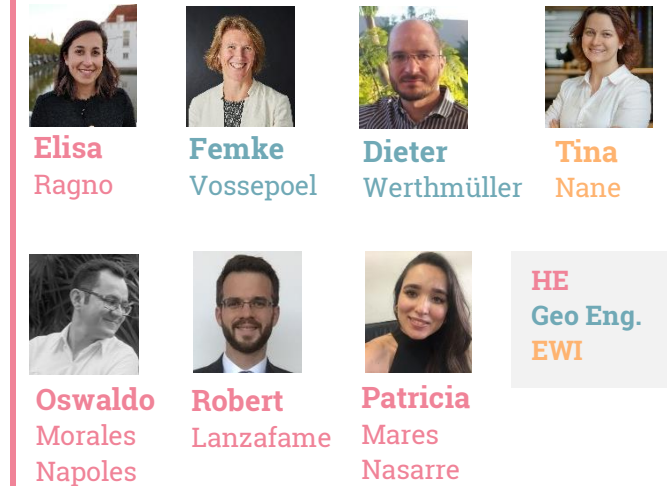 Elisa
Ragno
Femke
Vossepoel
Dieter
Werthmüller
Tina
Nane
Oswaldo
Morales
Napoles
Robert
Lanzafame
Patricia
Mares
Nasarre
HE
Geo Eng.
EWI